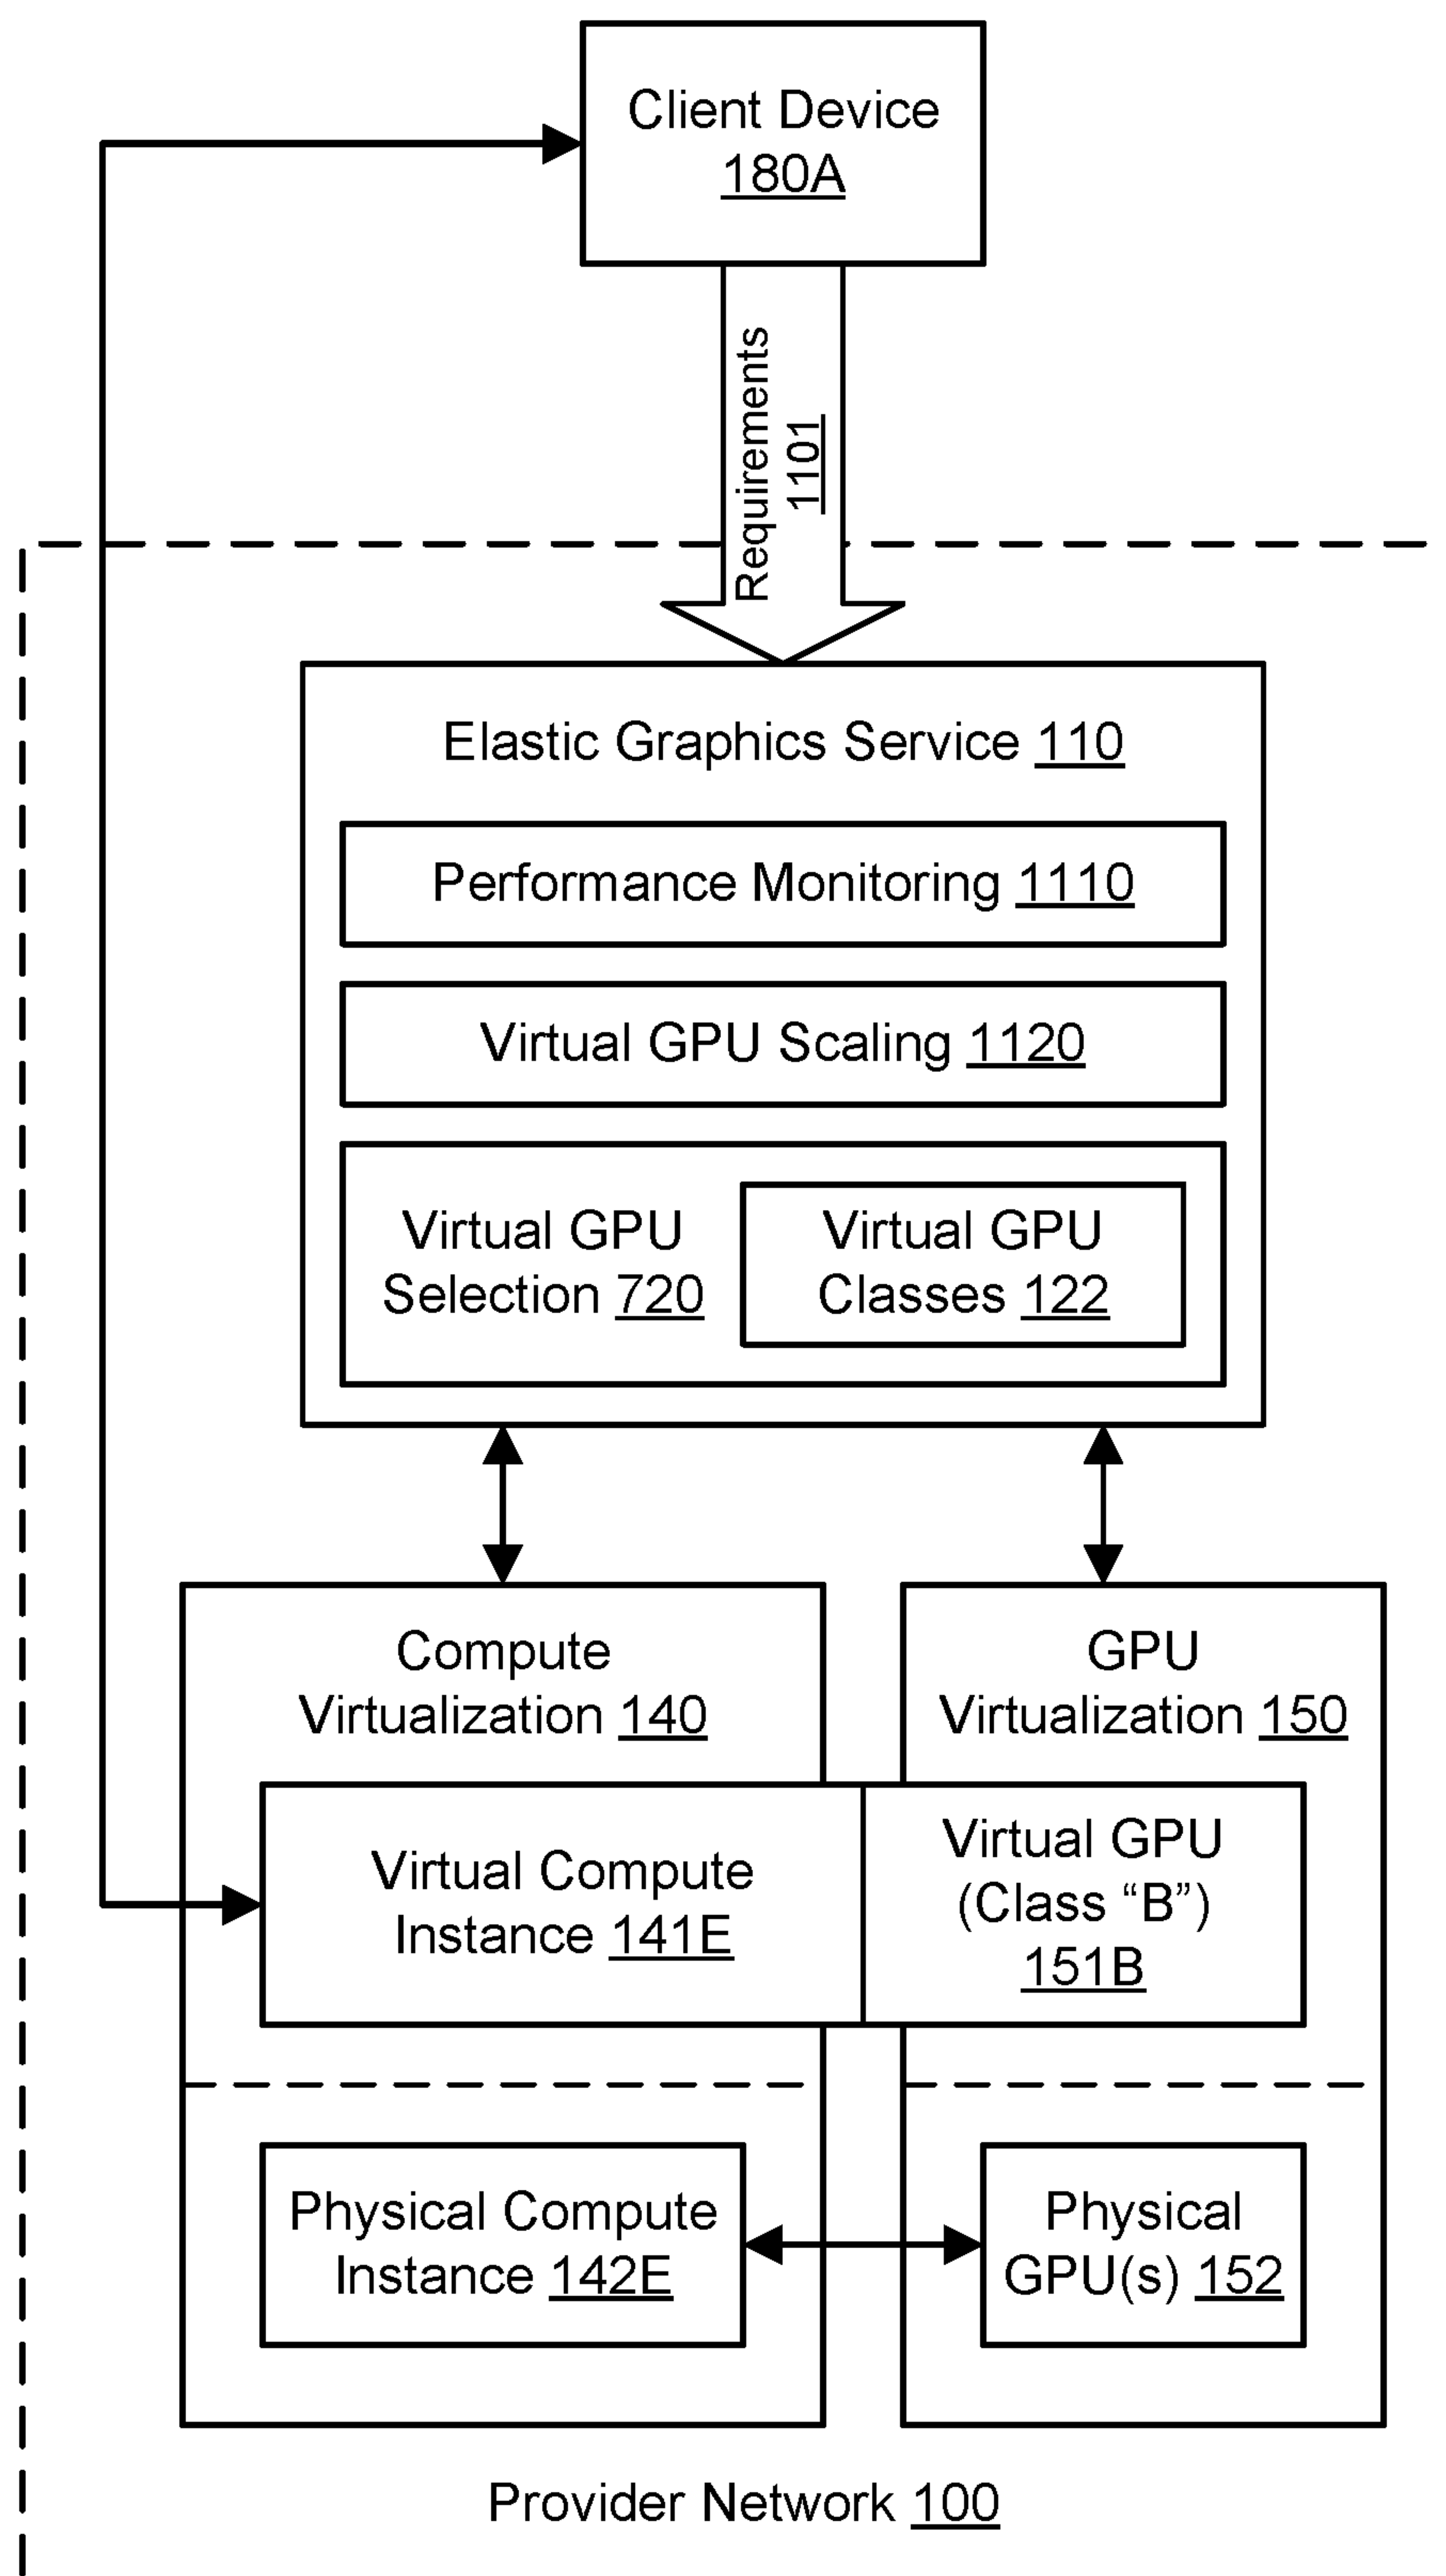 Client Device
180A
Requirements
1101
Elastic Graphics Service 110
Performance Monitoring 1110
Virtual GPU Scaling 1120
Virtual GPU
Selection 720
Virtual GPU
Classes 122
Compute
Virtualization 140
GPU
Virtualization 150
Virtual Compute
Instance 141E
Virtual GPU
(Class “B”)
151B
Physical Compute
Instance 142E
Physical
GPU(s) 152
Provider Network 100